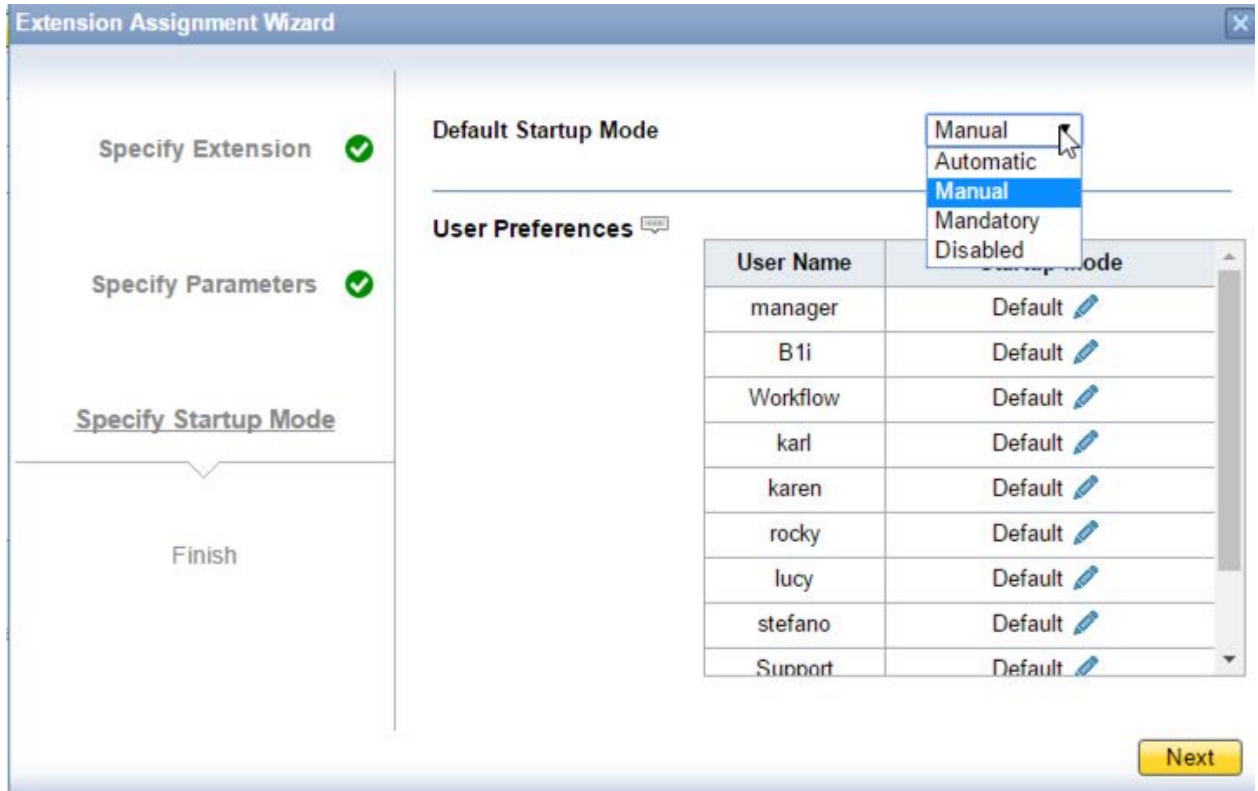 Extension Assignment Wizard
Specify Extension
Specify Parameters
Specify Startup Mode
Finish
Default Startup Mode
Manual
Automatic
Manual
Mandatory
Disabled
User Preferences
User Name
manager Default
B1i Default
Workflow Default
karl Default
karen Default
rocky Default
lucy Default
stefano Default
Support Default
Next